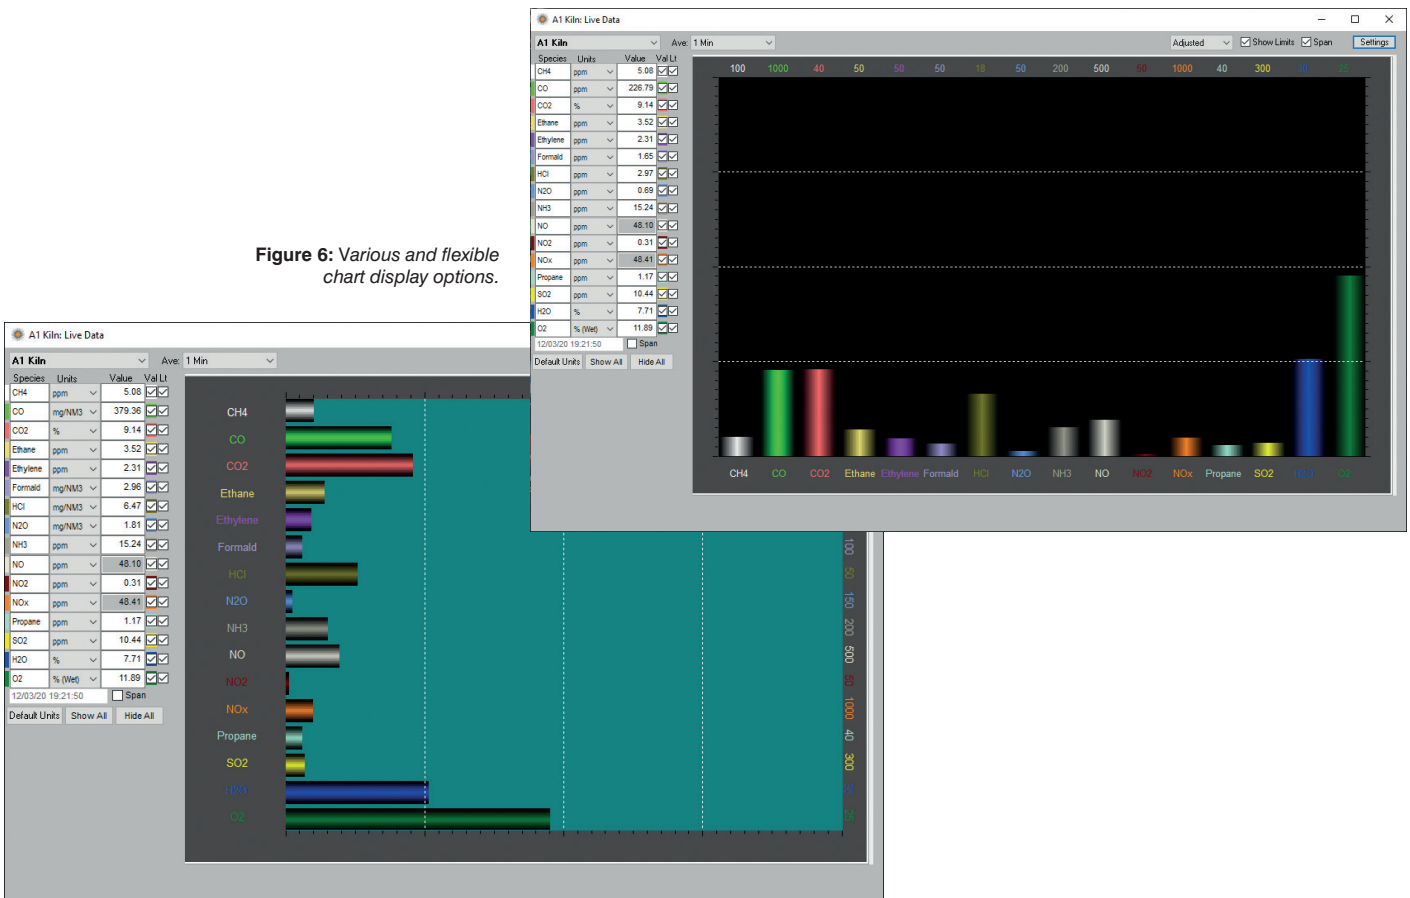 A1 Kiln: Live Data
A1 Kiln Ave: 1 Min Adjusted Show Limits Span Settings
Species Units Value Val Lt
CH4 ppm 5.08
CO ppm 226.79
CO2 % 9.14
Ethane ppm 3.52
Ethylene ppm 2.31
Formald ppm 1.65
HCl ppm 2.97
N2O ppm 0.69
NH3 ppm 15.24
NO ppm 48.10
NO2 ppm 0.31
NOx ppm 48.41
Propane ppm 1.17
SO2 ppm 10.44
H2O % 7.71
O2 % (Wet) 11.89
12/03/20 19:21:50 Span
Default Units Show All Hide All
100 1000 40 50 50 50 18 50 200 500 50 1000 40 300 30 25
CH4 CO CO2 Ethane Ethylene Formald HCl N2O NH3 NO NO2 NOx Propane SO2 H2O O2
Figure 6: Various and flexible
chart display options.
A1 Kiln: Live Data
A1 Kiln Ave: 1 Min
Species Units Value Val Lt
CH4 ppm 5.08
CO mg/NM3 379.36
CO2 % 9.14
Ethane ppm 3.52
Ethylene ppm 2.31
Formald mg/NM3 2.96
HCl mg/NM3 6.47
N2O mg/NM3 1.81
NH3 ppm 15.24
NO ppm 48.10
NO2 ppm 0.31
NOx ppm 48.41
Propane ppm 1.17
SO2 ppm 10.44
H2O % 7.71
O2 % (Wet) 11.89
12/03/20 19:21:50 Span
Default Units Show All Hide All
CH4
CO
CO2
Ethane
Ethylene
Formald
HCl
N2O
NH3
NO
NO2
NOx
Propane
SO2
H2O
O2
100
50
150
200
500
50
1000
40
300
30
25